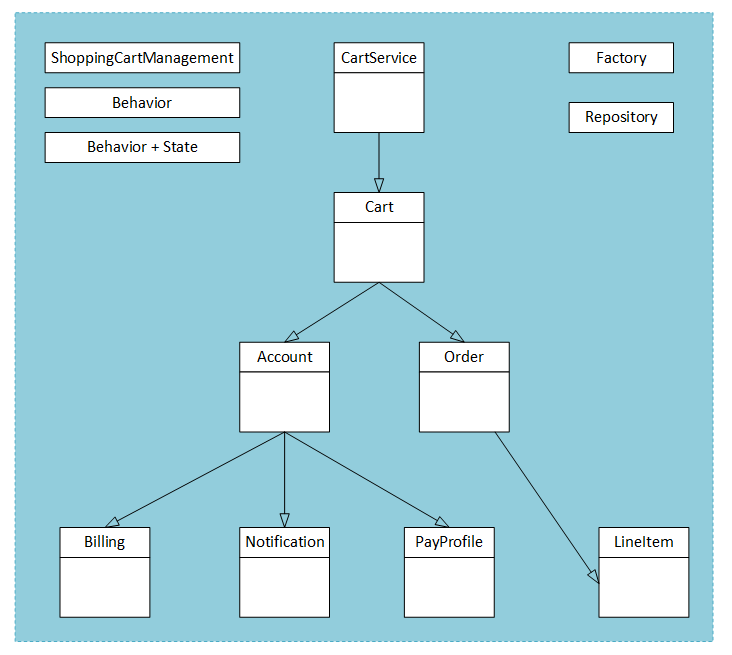 ShoppingCartManagement
CartService
Factory
Behavior
Repository
Behavior + State
Cart
Account
Order
Billing
Notification
PayProfile
LineItem